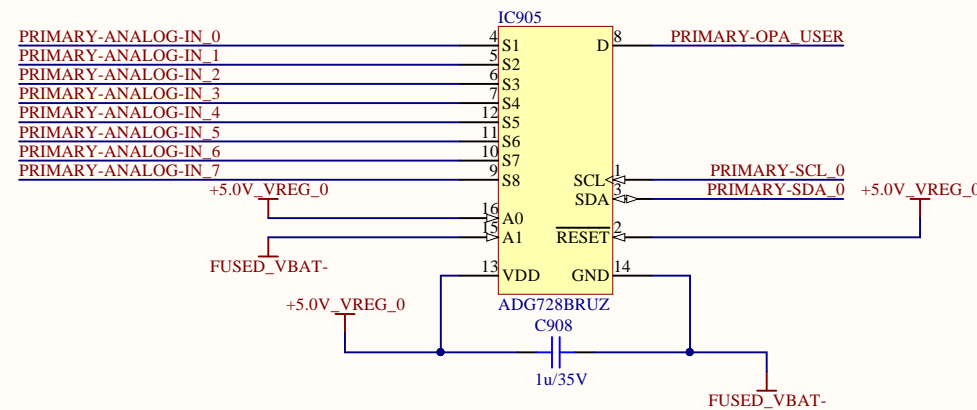 IC905
PRIMARY-ANALOG-IN_0 4 S1 D 8 PRIMARY-OPA_USER
PRIMARY-ANALOG-IN_1 5 S2
PRIMARY-ANALOG-IN_2 6 S3
PRIMARY-ANALOG-IN_3 7 S4
PRIMARY-ANALOG-IN_4 12 S5
PRIMARY-ANALOG-IN_5 11 S6
PRIMARY-ANALOG-IN_6 10 S7
PRIMARY-ANALOG-IN_7 9 S8 SCL 1 PRIMARY-SCL_0
+5.0V_VREG_0 SDA 3 PRIMARY-SDA_0 +5.0V_VREG_0
16 A0
15 A1 RESET 2
FUSED_VBAT-
13 VDD GND 14
+5.0V_VREG_0 ADG728BRUZ
C908
1u/35V
FUSED_VBAT-